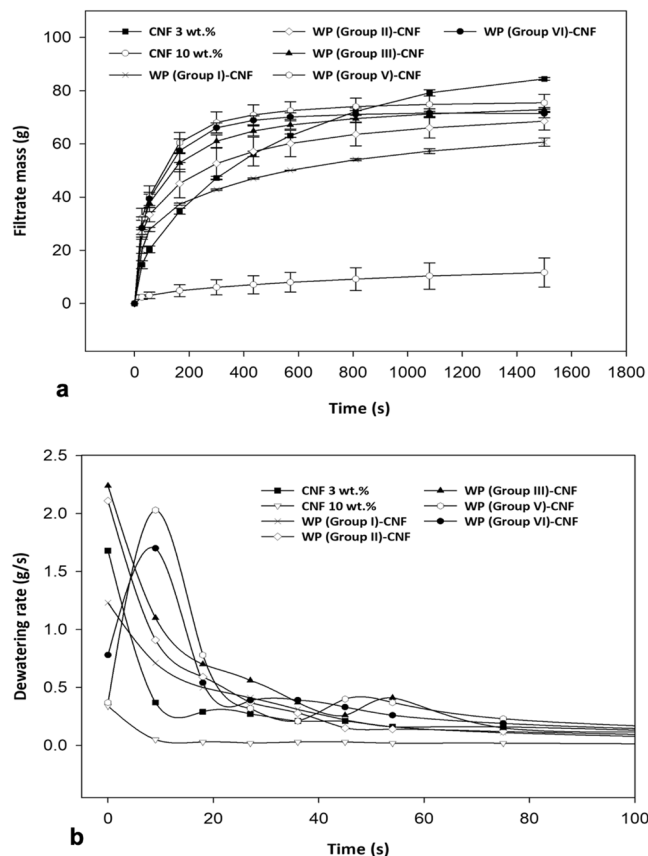 CNF 3 wt.% WP (Group II)-CNF WP (Group VI)-CNF
CNF 10 wt.% WP (Group III)-CNF
WP (Group I)-CNF WP (Group V)-CNF
100
80
60
40
20
0
Filtrate mass (g)
0 200 400 600 800 1000 1200 1400 1600 1800
a
Time (s)
CNF 3 wt.% WP (Group III)-CNF
CNF 10 wt.% WP (Group V)-CNF
WP (Group I)-CNF WP (Group VI)-CNF
WP (Group II)-CNF
2.5
2.0
1.5
1.0
0.5
0.0
Dewatering rate (g/s)
0 20 40 60 80 100
b
Time (s)